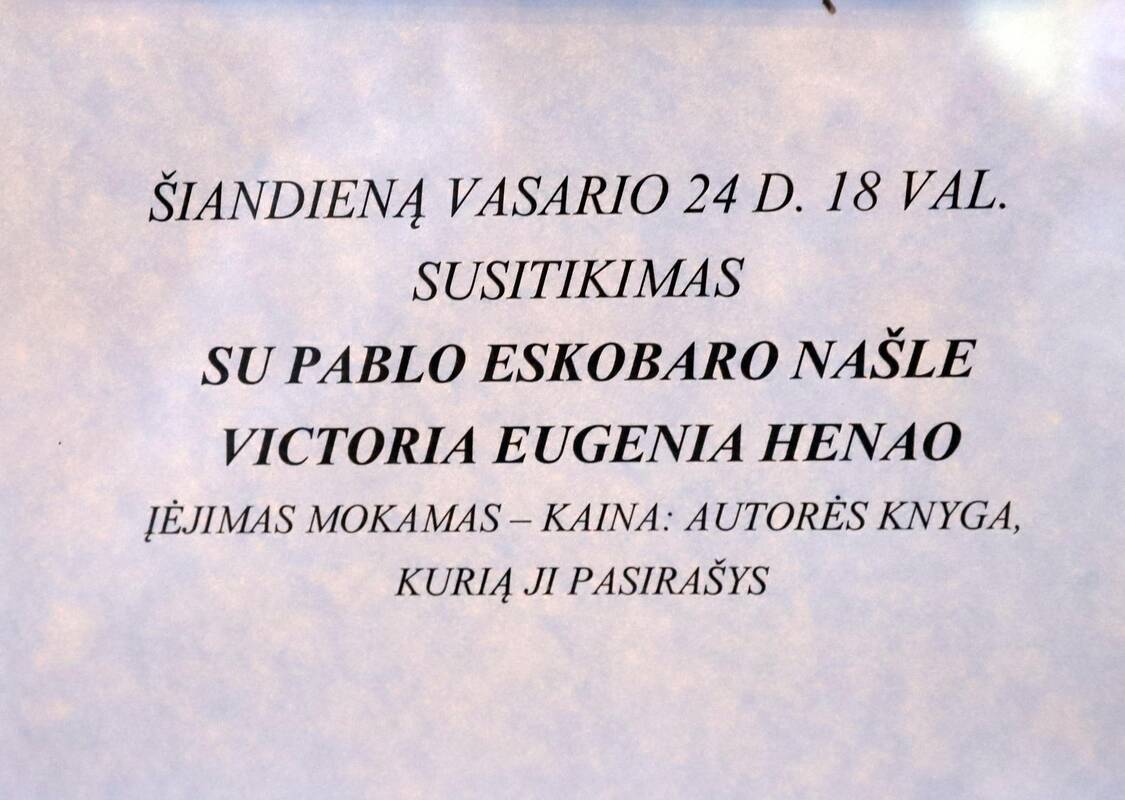 ŠIANDIENĄ VASARIO 24 D. 18 VAL.
SUSITIKIMAS
SU PABLO ESKOBARO NAŠLE
VICTORIA EUGENIA HENAO
ĮĖJIMAS MOKAMAS – KAINA: AUTORĖS KNYGA,
KURIĄ JI PASIRAŠYS